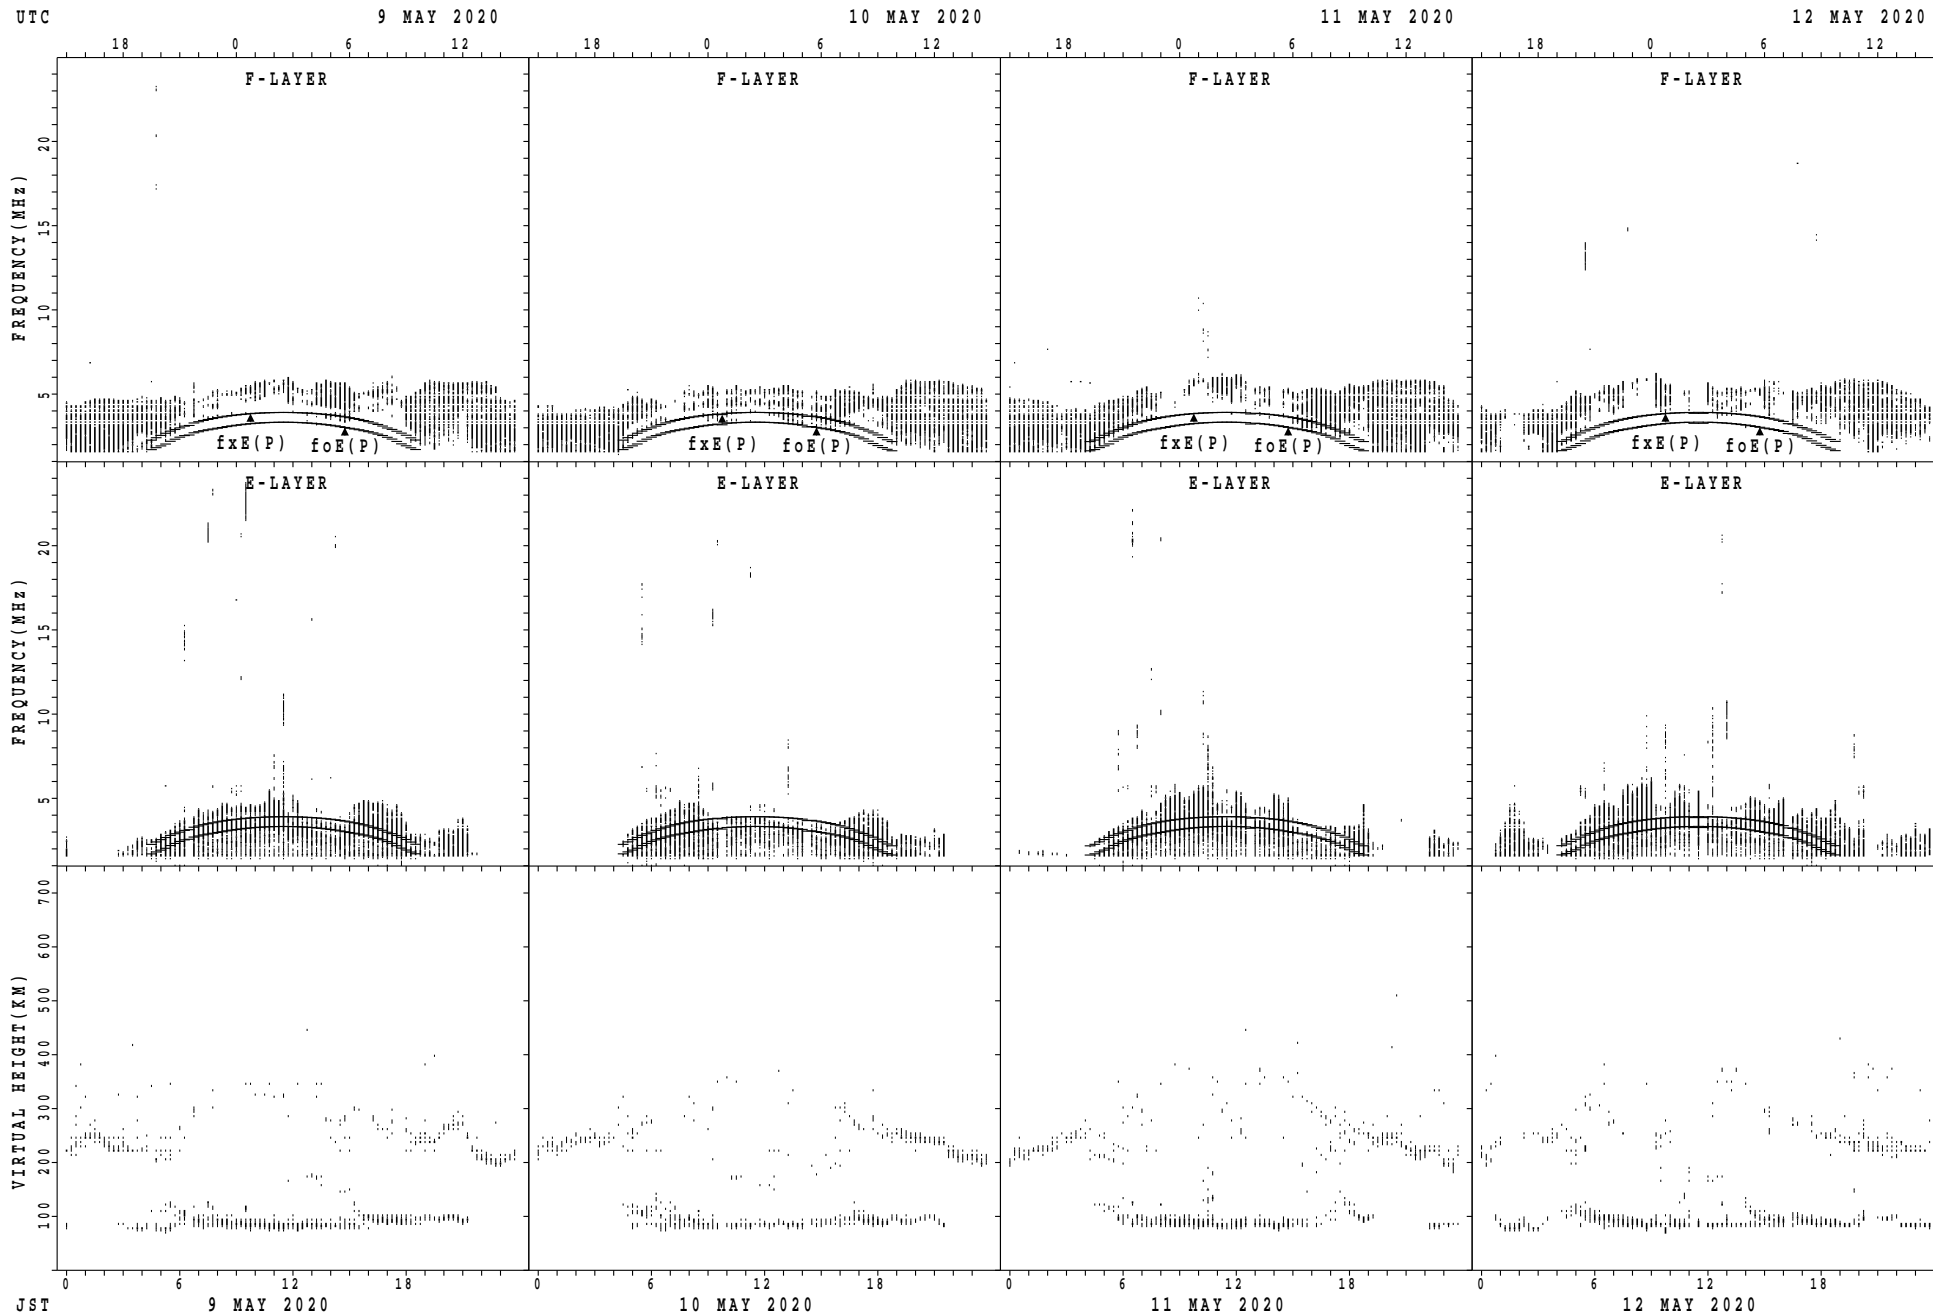 UTC 9 MAY 2020 10 MAY 2020 11 MAY 2020 12 MAY 2020
18 0 6 12 18 0 6 12 18 0 6 12 18 0 6 12
F-LAYER F-LAYER F-LAYER F-LAYER
FREQUENCY(MHz)
20
15
10
5
fxE(P) foE(P) fxE(P) foE(P) fxE(P) foE(P) fxE(P) foE(P)
E-LAYER E-LAYER E-LAYER E-LAYER
FREQUENCY(MHz)
20
15
10
5
VIRTUAL HEIGHT(KM)
700
600
500
400
300
200
100
0 6 12 18 0 6 12 18 0 6 12 18 0 6 12 18
JST 9 MAY 2020 10 MAY 2020 11 MAY 2020 12 MAY 2020